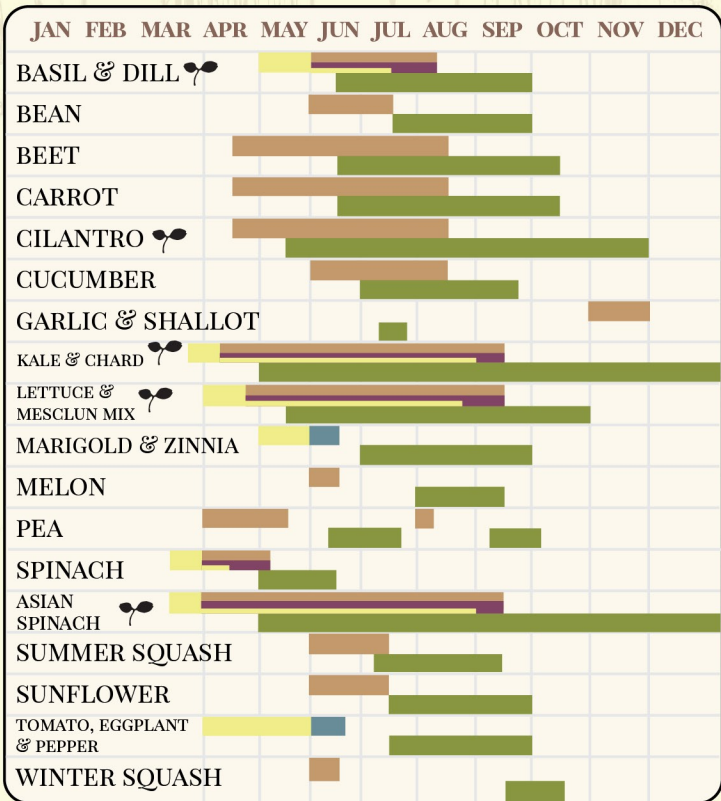 JAN FEB MAR APR MAY JUN JUL AUG SEP OCT NOV DEC
BASIL & DILL
BEAN
BEET
CARROT
CILANTRO
CUCUMBER
GARLIC & SHALLOT
KALE & CHARD
LETTUCE &
MESCLUN MIX
MARIGOLD & ZINNIA
MELON
PEA
SPINACH
ASIAN
SPINACH
SUMMER SQUASH
SUNFLOWER
TOMATO, EGGPLANT
& PEPPER
WINTER SQUASH